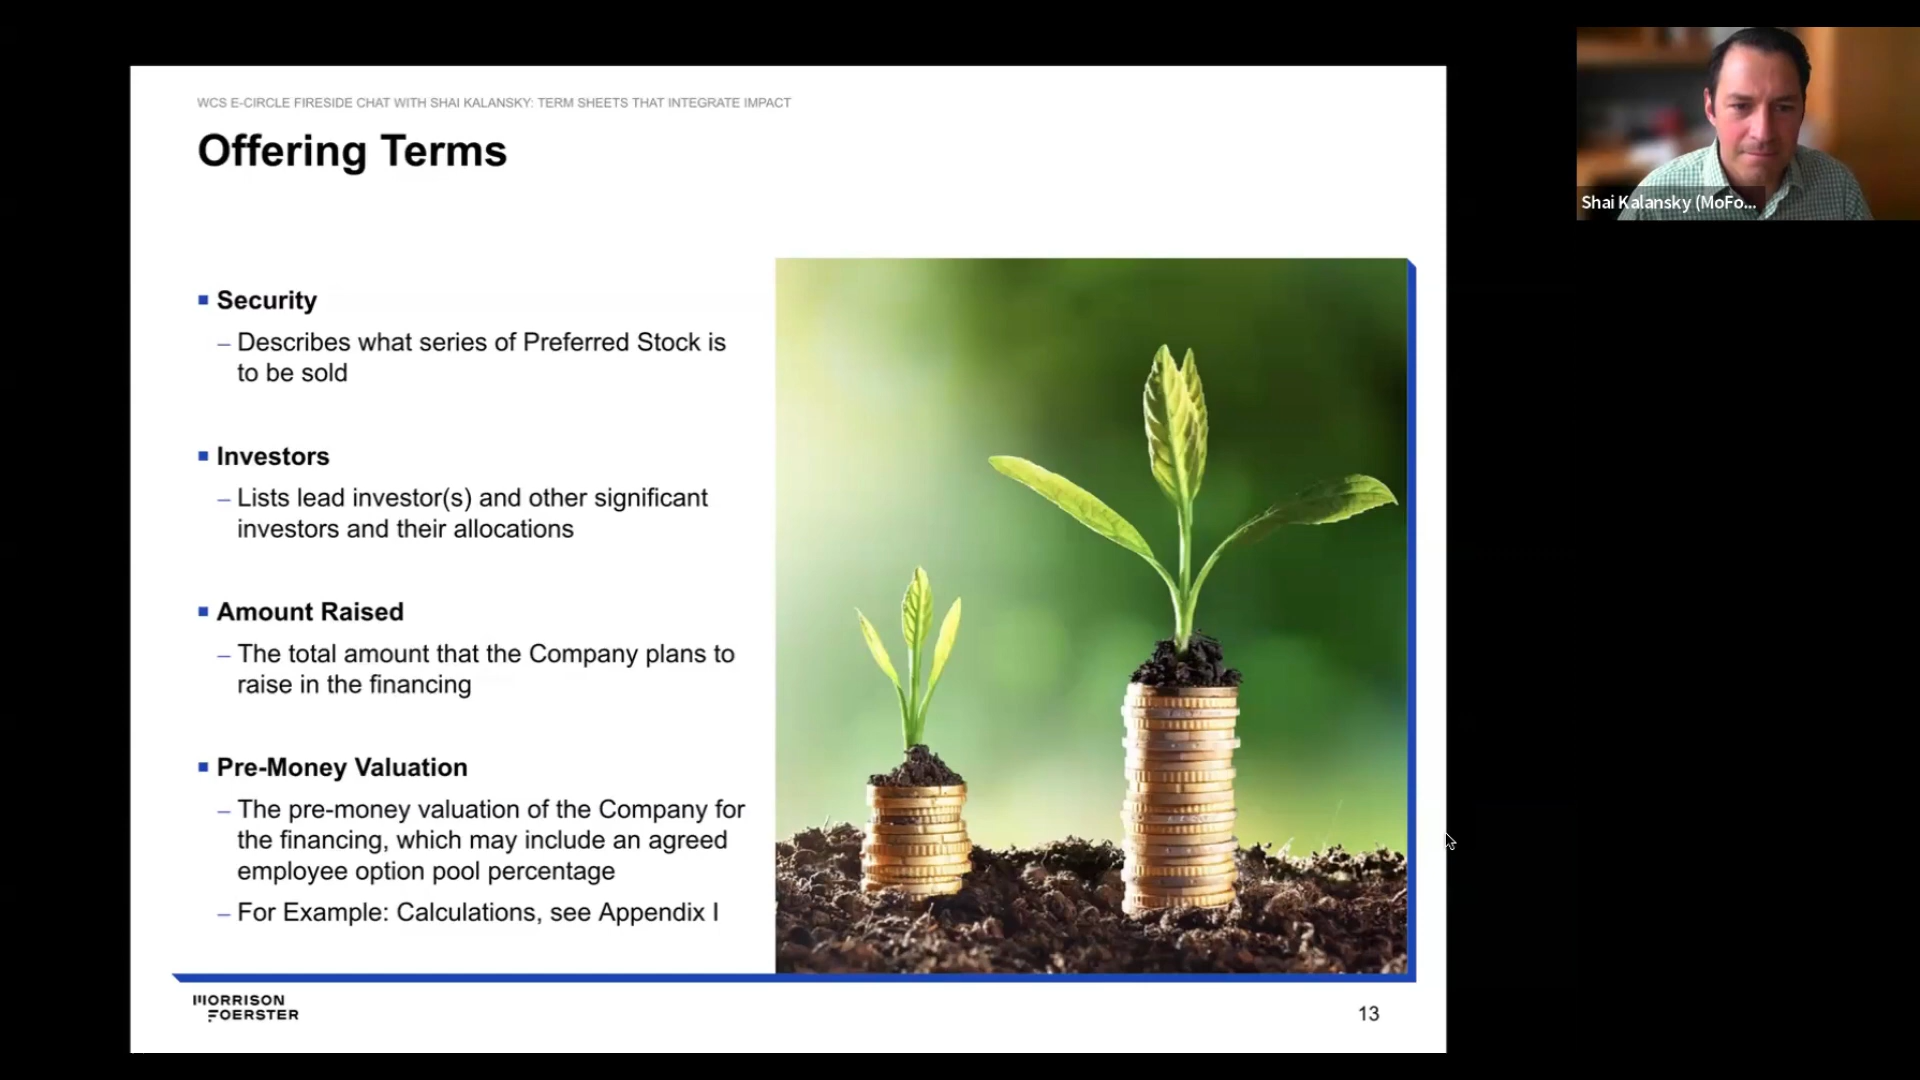 WCS E-CIRCLE FIRESIDE CHAT WITH SHAI KALANSKY: TERM SHEETS THAT INTEGRATE IMPACT
Offering Terms
Security
– Describes what series of Preferred Stock is
to be sold
Investors
– Lists lead investor(s) and other significant
investors and their allocations
Amount Raised
– The total amount that the Company plans to
raise in the financing
Pre-Money Valuation
– The pre-money valuation of the Company for
the financing, which may include an agreed
employee option pool percentage
– For Example: Calculations, see Appendix I
MORRISON
FOERSTER
13
Shai Kalansky (MoFo...